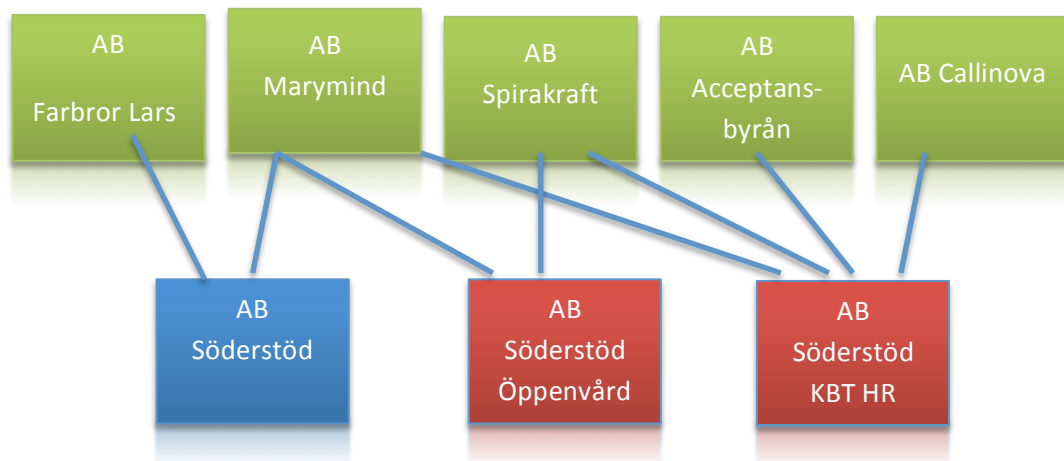 AB
Farbror Lars
AB
Marymind
AB
Spirakraft
AB
Acceptans-
byrån
AB Callinova
AB
Söderstöd
AB
Söderstöd
Öppenvård
AB
Söderstöd
KBT HR